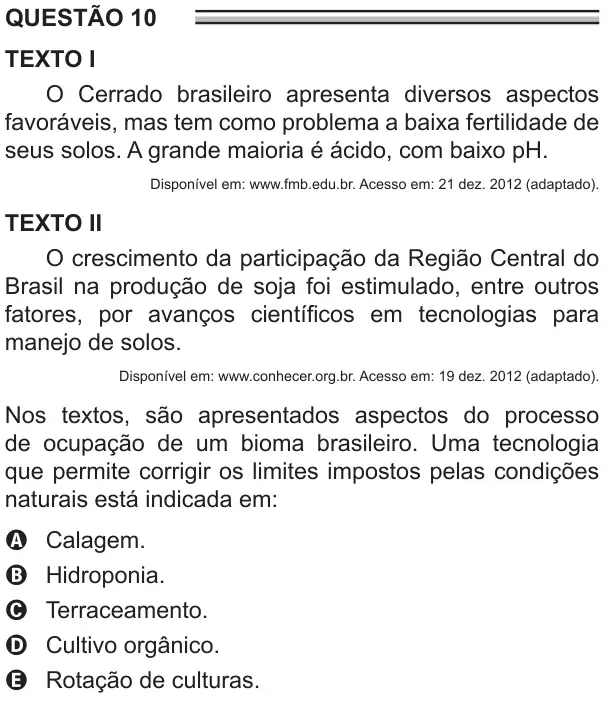 QUESTÃO 10
TEXTO I
O Cerrado brasileiro apresenta diversos aspectos
favoráveis, mas tem como problema a baixa fertilidade de
seus solos. A grande maioria é ácido, com baixo pH.
Disponível em: www.fmb.edu.br. Acesso em: 21 dez. 2012 (adaptado).
TEXTO II
O crescimento da participação da Região Central do
Brasil na produção de soja foi estimulado, entre outros
fatores, por avanços científicos em tecnologias para
manejo de solos.
Disponível em: www.conhecer.org.br. Acesso em: 19 dez. 2012 (adaptado).
Nos textos, são apresentados aspectos do processo
de ocupação de um bioma brasileiro. Uma tecnologia
que permite corrigir os limites impostos pelas condições
naturais está indicada em:
A Calagem.
B Hidroponia.
C Terraceamento.
D Cultivo orgânico.
E Rotação de culturas.